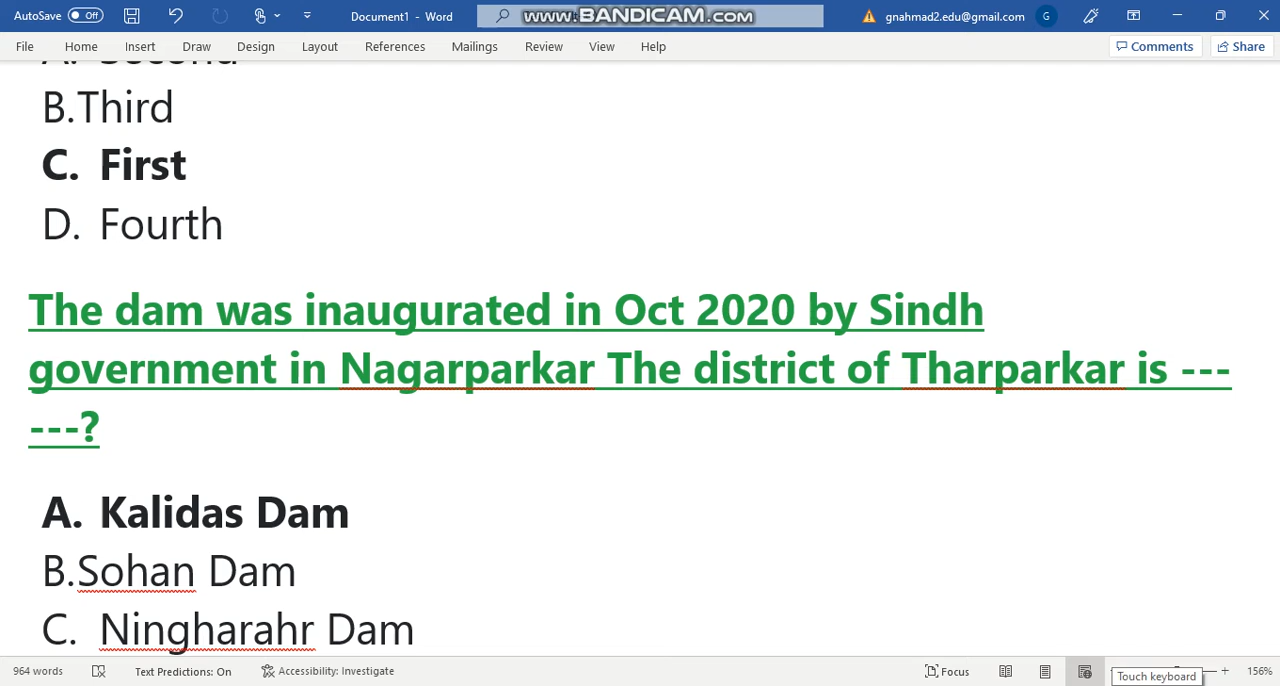 AutoSave Off Document1 - Word www.BANDICAM.com gnahmad2.edu@gmail.com G
File Home Insert Draw Design Layout References Mailings Review View Help Comments Share
A. Second
B.Third
C. First
D. Fourth
The dam was inaugurated in Oct 2020 by Sindh
government in Nagarparkar The district of Tharparkar is ---
---?
A. Kalidas Dam
B.Sohan Dam
C. Ningharahr Dam
964 words Text Predictions: On Accessibility: Investigate Focus Touch keyboard + 156%